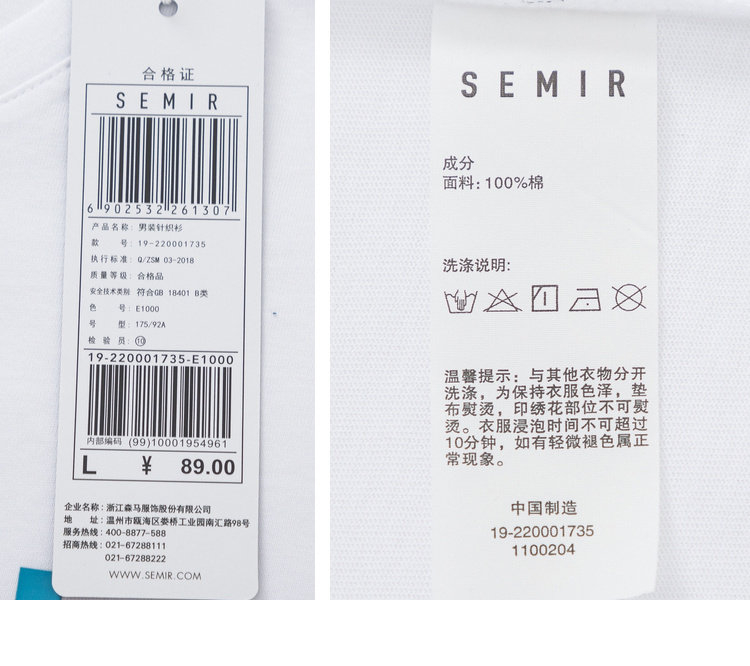 合格证
SEMIR
6 902532 261307
产品名称: 男装针织衫
款 号: 19-220001735
执行标准: Q/ZSM 03-2018
质量等级: 合格品
安全技术类别 符合GB 18401 B类
色 号: E1000
号 型: 175/92A
检 验 员: ⑩
19-220001735-E1000
内部编码 (99)10001954961
L ¥ 89.00
企业名称: 浙江森马服饰股份有限公司
地 址: 温州市瓯海区娄桥工业园南汇路98号
服务热线: 400-8877-588
招商热线: 021-67288111
021-67288222
WWW.SEMIR.COM
SEMIR
成分
面料: 100%棉
洗涤说明:
温馨提示: 与其他衣物分开
洗涤, 为保持衣服色泽, 垫
布熨烫, 印绣花部位不可熨
烫。衣服浸泡时间不可超过
10分钟, 如有轻微褪色属正
常现象。
中国制造
19-220001735
1100204